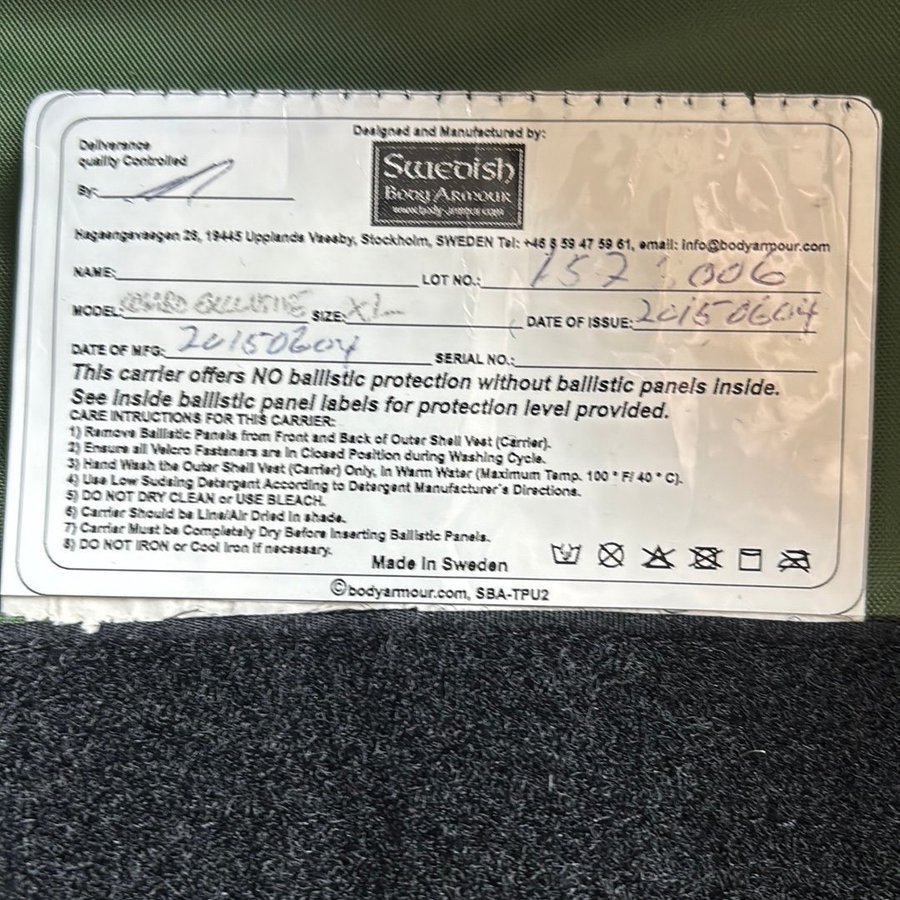 Designed and Manufactured by:
Deliverance
quality Controlled
By:
Swedish
Body Armour
www.body-armour.com
Hagaengsvaegen 28, 19445 Upplands Vaesby, Stockholm, SWEDEN Tel: +46 8 59 47 59 61, email: info@bodyarmour.com
NAME: LOT NO.: 157 006
MODEL: SIZE: XL DATE OF ISSUE: 20150604
DATE OF MFG: 20150604 SERIAL NO.:
This carrier offers NO ballistic protection without ballistic panels inside.
See inside ballistic panel labels for protection level provided.
CARE INTRUCTIONS FOR THIS CARRIER:
1) Remove Ballistic Panels from Front and Back of Outer Shell Vest (Carrier).
2) Ensure all Velcro Fasteners are in Closed Position during Washing Cycle.
3) Hand Wash the Outer Shell Vest (Carrier) Only, in Warm Water (Maximum Temp. 100 ° F/ 40 ° C).
4) Use Low Sudsing Detergent According to Detergent Manufacturer's Directions.
5) DO NOT DRY CLEAN or USE BLEACH.
6) Carrier Should be Line/Air Dried in shade.
7) Carrier Must be Completely Dry Before Inserting Ballistic Panels.
8) DO NOT IRON or Cool Iron if necessary.
Made in Sweden
©bodyarmour.com, SBA-TPU2